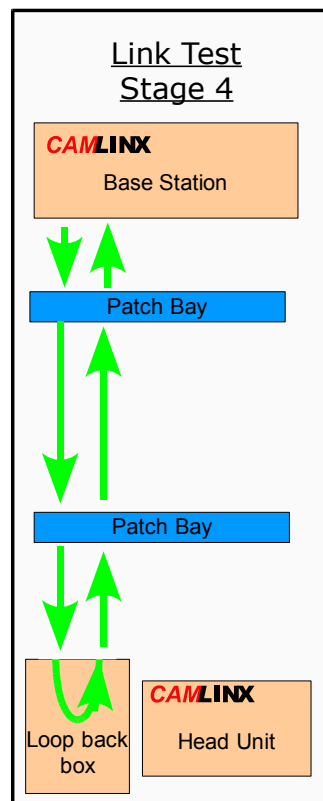 Link Test
Stage 4
CAMLINX
Base Station
Patch Bay
Patch Bay
Loop back
box
CAMLINX
Head Unit